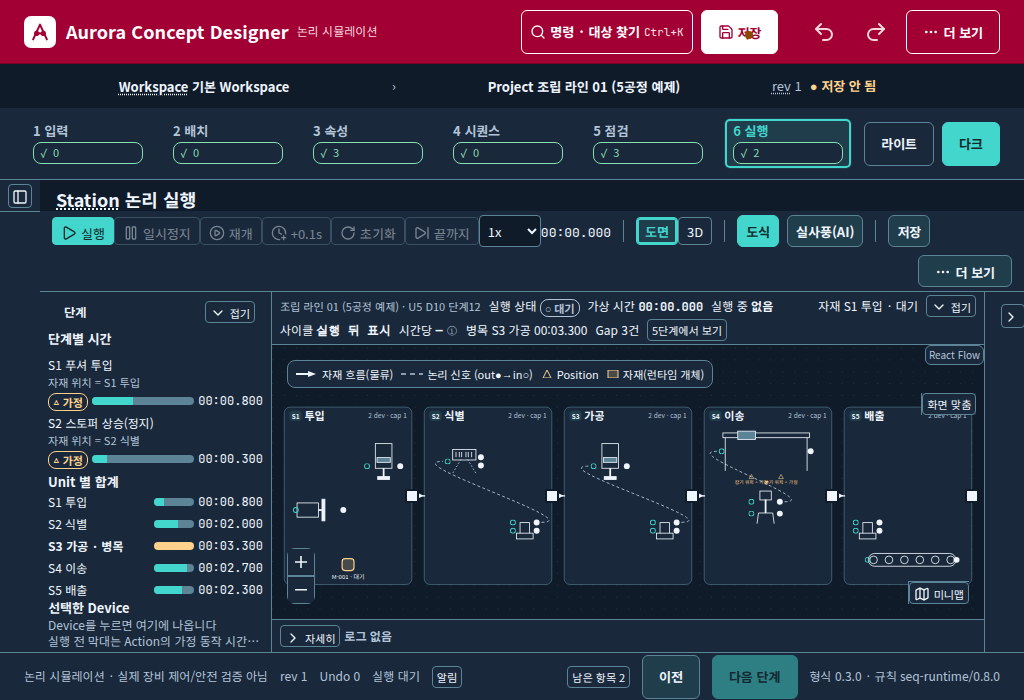 Aurora Concept Designer 논리 시뮬레이션 명령 · 대상 찾기 Ctrl+K ··· 더 보기
Workspace 기본 Workspace › Project 조립 라인 01 (5공정 예제) rev 1 ● 저장 안 됨
1 입력 2 배치 3 속성 4 시퀀스 5 점검 6 실행
√ 0 √ 0 √ 3 √ 0 √ 3 √ 2
라이트 다크
Station 논리 실행
실행 일시정지 재개 +0.1s 초기화 끝까지 1x 00:00.000 도면 3D 도식 실사풍(AI) 저장
··· 더 보기
단계 접기
단계별 시간
S1 푸셔 투입
자재 위치 = S1 투입
▵ 가정 00:00.800
S2 스토퍼 상승(정지)
자재 위치 = S2 식별
▵ 가정 00:00.300
Unit 별 합계
S1 투입 00:00.800
S2 식별 00:02.000
S3 가공 · 병목 00:03.300
S4 이송 00:02.700
S5 배출 00:02.300
선택한 Device
Device를 누르면 여기에 나옵니다
실행 전 막대는 Action의 가정 동작 시간…
조립 라인 01 (5공정 예제) · U5 D10 단계12 실행 상태 ○ 대기 가상 시간 00:00.000 실행 중 없음 자재 S1 투입 · 대기 접기
사이클 실행 뒤 표시 시간당 – ⓘ 병목 S3 가공 00:03.300 Gap 3건 5단계에서 보기
React Flow
자재 흐름(물류) 논리 신호 (out●→in○) △ Position 자재(런타임 개체)
화면 맞춤
S1 투입 2 dev · cap 1
S2 식별 2 dev · cap 1
S3 가공 2 dev · cap 1
S4 이송 2 dev · cap 1
S5 배출 2 dev · cap 1
M-001 · 대기
+
−
미니맵
자세히 로그 없음
논리 시뮬레이션 · 실제 장비 제어/안전 검증 아님 rev 1 Undo 0 실행 대기 알림 남은 항목 2 이전 다음 단계 형식 0.3.0 · 규칙 seq-runtime/0.8.0